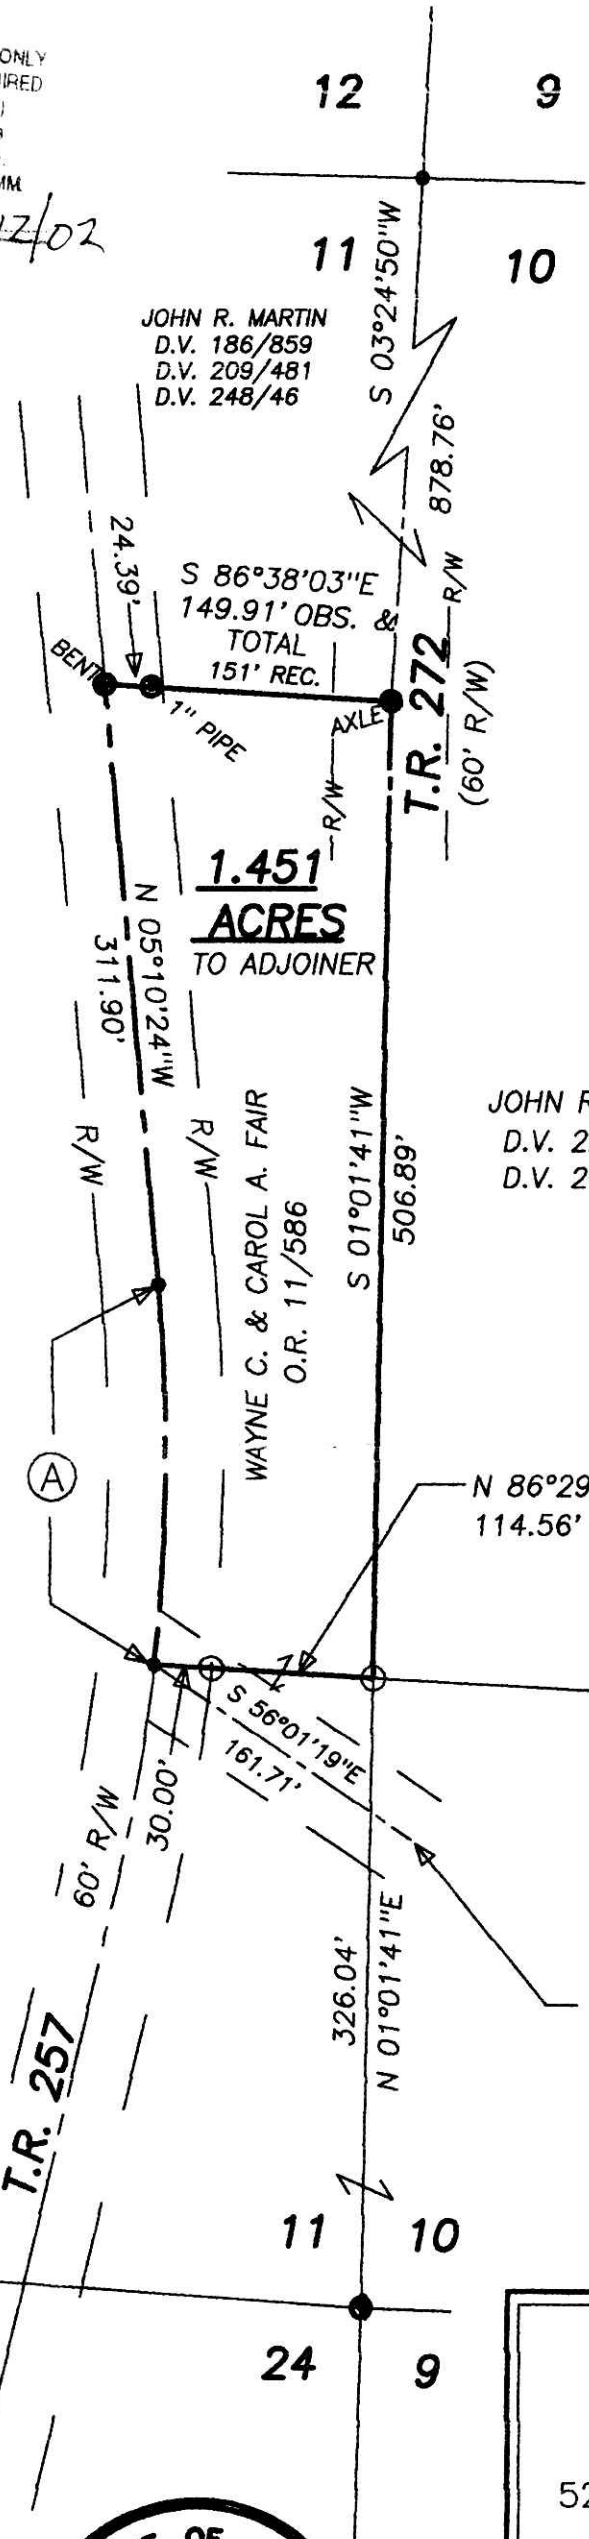 ONLY
12 9
12/02
11 10
S 03°24'50"W
JOHN R. MARTIN
D.V. 186/859
D.V. 209/481
D.V. 248/46
878.76'
24.39'
S 86°38'03"E
149.91' OBS. &
TOTAL
151' REC.
R/W
BENT
1" PIPE
AXLE
T.R. 272
(60' R/W)
R/W
1.451
ACRES
TO ADJOINER
N 05°10'24"W
311.90'
R/W
R/W
WAYNE C. & CAROL A. FAIR
O.R. 11/586
S 01°01'41"W
506.89'
JOHN R
D.V. 2
D.V. 2
A
N 86°29
114.56'
S 56°01'19"E
161.71'
30.00'
60' R/W
T.R. 257
326.04'
N 01°01'41"E
11 10
24 9
52
OF